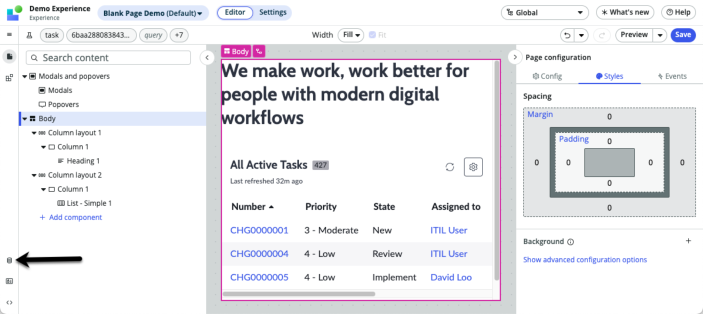 Demo Experience
Experience
Blank Page Demo (Default)
Editor
Settings
Global
What's new
Help
task
6baa288083843...
query
+7
Width
Fill
Fit
Preview
Save
Search content
Modals and popovers
Modals
Popovers
Body
Column layout 1
Column 1
Heading 1
Column layout 2
Column 1
List - Simple 1
+ Add component
Body
We make work, work better for
people with modern digital
workflows
All Active Tasks 427
Last refreshed 32m ago
Number Priority State Assigned to
CHG0000001 3 - Moderate New ITIL User
CHG0000004 4 - Low Review ITIL User
CHG0000005 4 - Low Implement David Loo
Page configuration
Config
Styles
Events
Spacing
Margin
0
Padding
0
0 0 0 0
0
0
Background
Show advanced configuration options